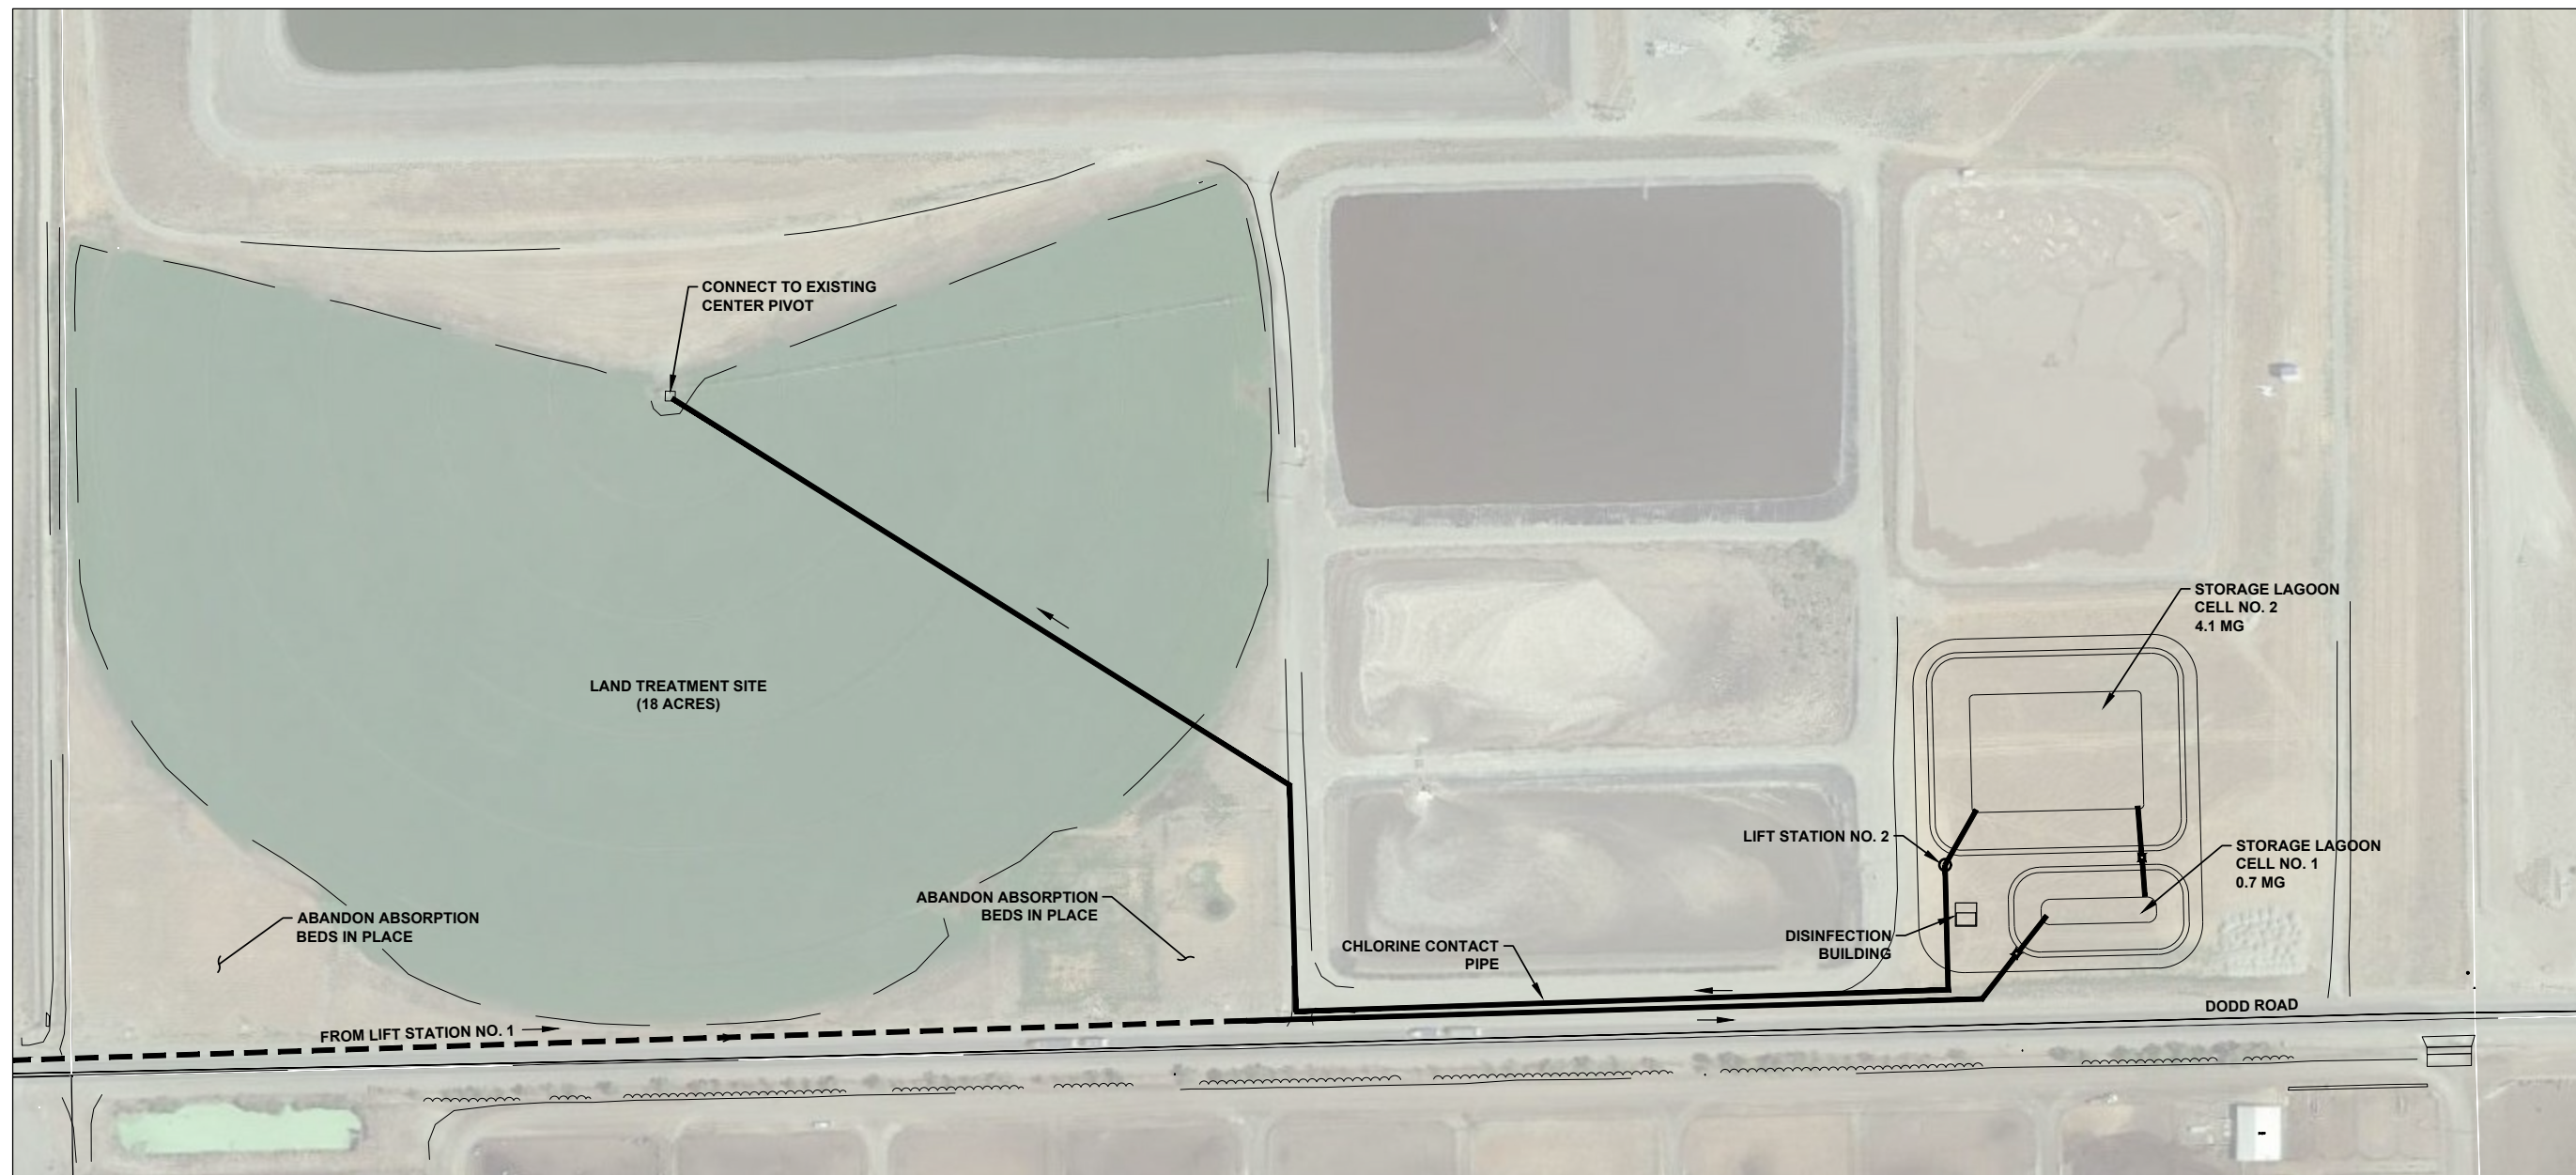 CONNECT TO EXISTING
CENTER PIVOT
STORAGE LAGOON
CELL NO. 2
4.1 MG
LAND TREATMENT SITE
(18 ACRES)
LIFT STATION NO. 2
STORAGE LAGOON
CELL NO. 1
0.7 MG
ABANDON ABSORPTION
BEDS IN PLACE
ABANDON ABSORPTION
BEDS IN PLACE
DISINFECTION
BUILDING
CHLORINE CONTACT
PIPE
DODD ROAD
FROM LIFT STATION NO. 1